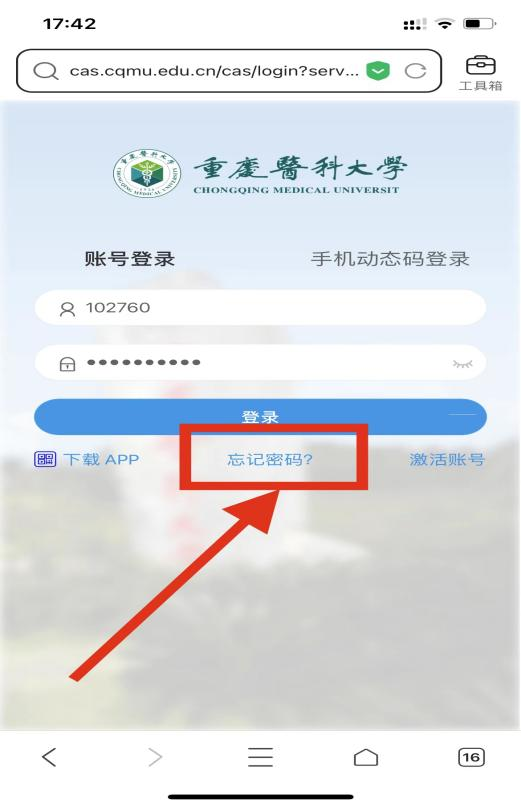 17:42
cas.cqmu.edu.cn/cas/login?serv...
工具箱
重庆醫科大學
CHONGQING MEDICAL UNIVERSIT
账号登录
手机动态码登录
102760
登录
下载 APP
忘记密码?
激活账号
16